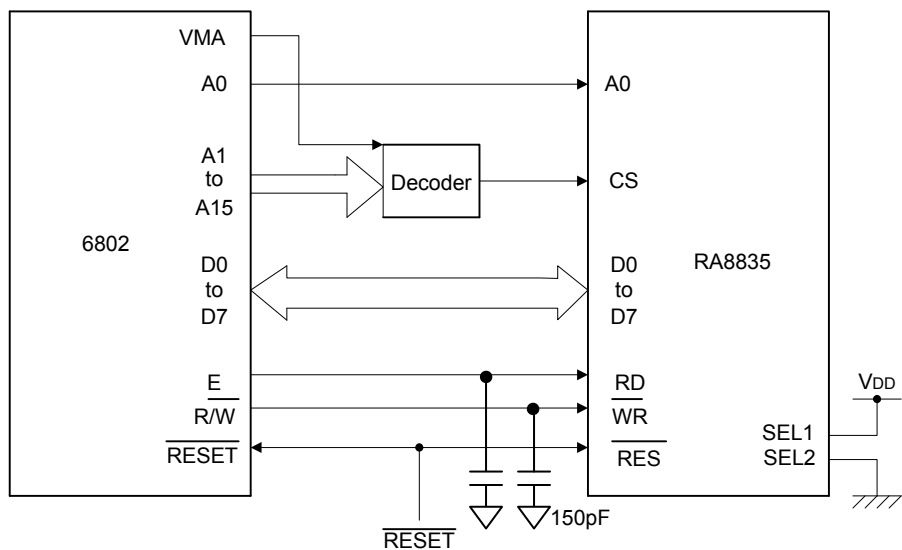 VMA
A0
A0
A1
to
A15
Decoder
CS
6802
RA8835
D0
to
D7
D0
to
D7
E
RD
R/W
WR
RESET
RES
VDD
SEL1
SEL2
150pF
RESET